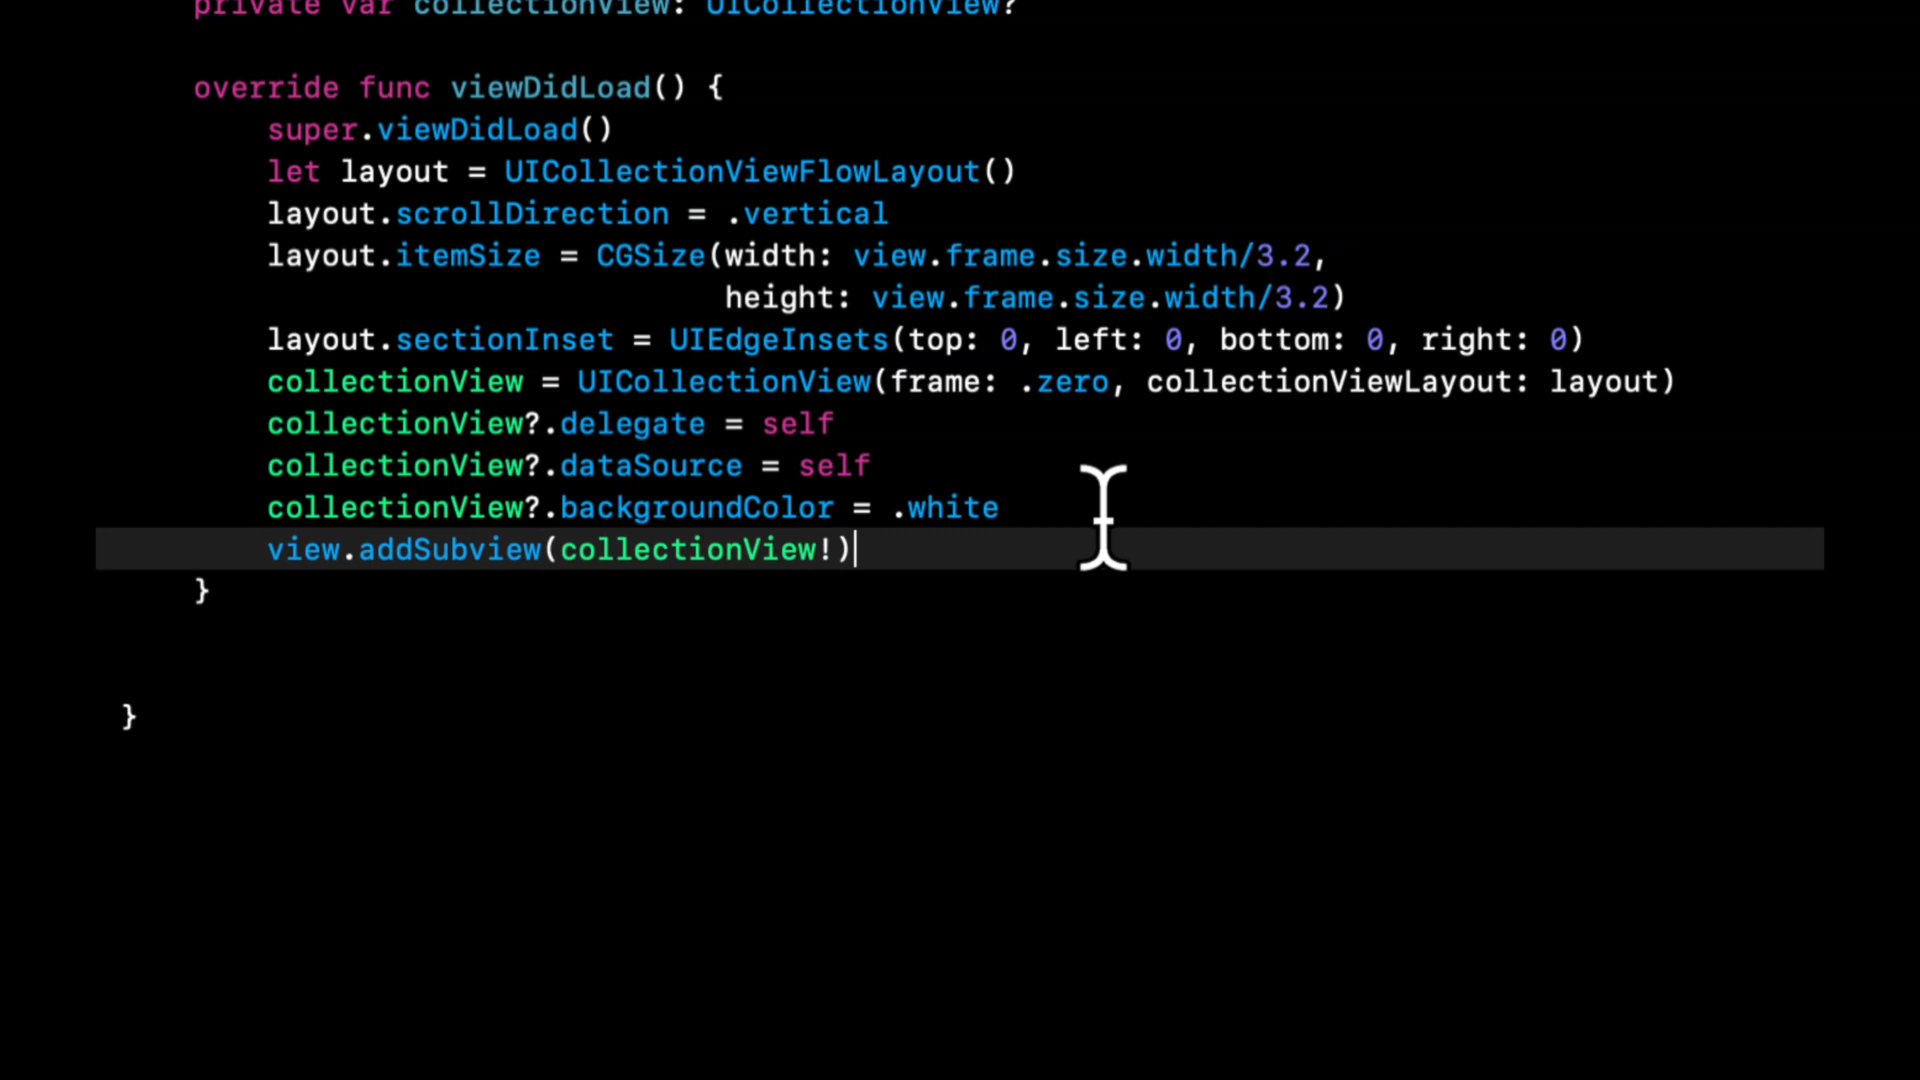 private var collectionView: UICollectionView?
override func viewDidLoad() {
super.viewDidLoad()
let layout = UICollectionViewFlowLayout()
layout.scrollDirection = .vertical
layout.itemSize = CGSize(width: view.frame.size.width/3.2,
height: view.frame.size.width/3.2)
layout.sectionInset = UIEdgeInsets(top: 0, left: 0, bottom: 0, right: 0)
collectionView = UICollectionView(frame: .zero, collectionViewLayout: layout)
collectionView?.delegate = self
collectionView?.dataSource = self
collectionView?.backgroundColor = .white
view.addSubview(collectionView!)
}
}